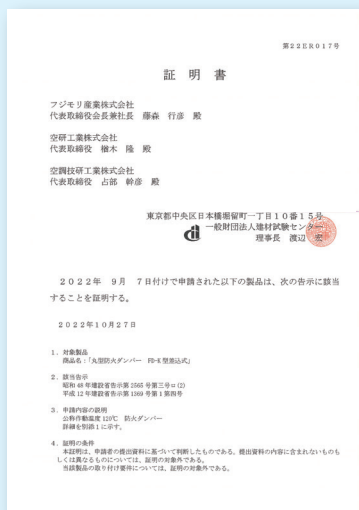 第22ER017号
証 明 書
フジモリ産業株式会社
代表取締役会長兼社長 藤森 行彦 殿
空研工業株式会社
代表取締役 楢木 隆 殿
空調技研工業株式会社
代表取締役 占部 幹彦 殿
東京都中央区日本橋堀留町一丁目10番15号
一般財団法人建材試験センター
理事長 渡辺 宏
2022年 9月 7日付けで申請された以下の製品は、次の告示に該当
することを証明する。
2022年10月27日
1. 対象製品
商品名:「丸型防火ダンパー FD-K型差込式」
2. 該当告示
昭和48年建設省告示第2565号第三号ロ(2)
平成12年建設省告示第1369号第1第四号
3. 申請内容の説明
公称作動温度120℃ 防火ダンパー
詳細を別添1に示す。
4. 証明の条件
本証明は、申請者の提出資料に基づいて判断したものである。提出資料の内容に含まれないものも
しくは異なるものについては、証明の対象外である。
当該製品の取り付け要件については、証明の対象外である。